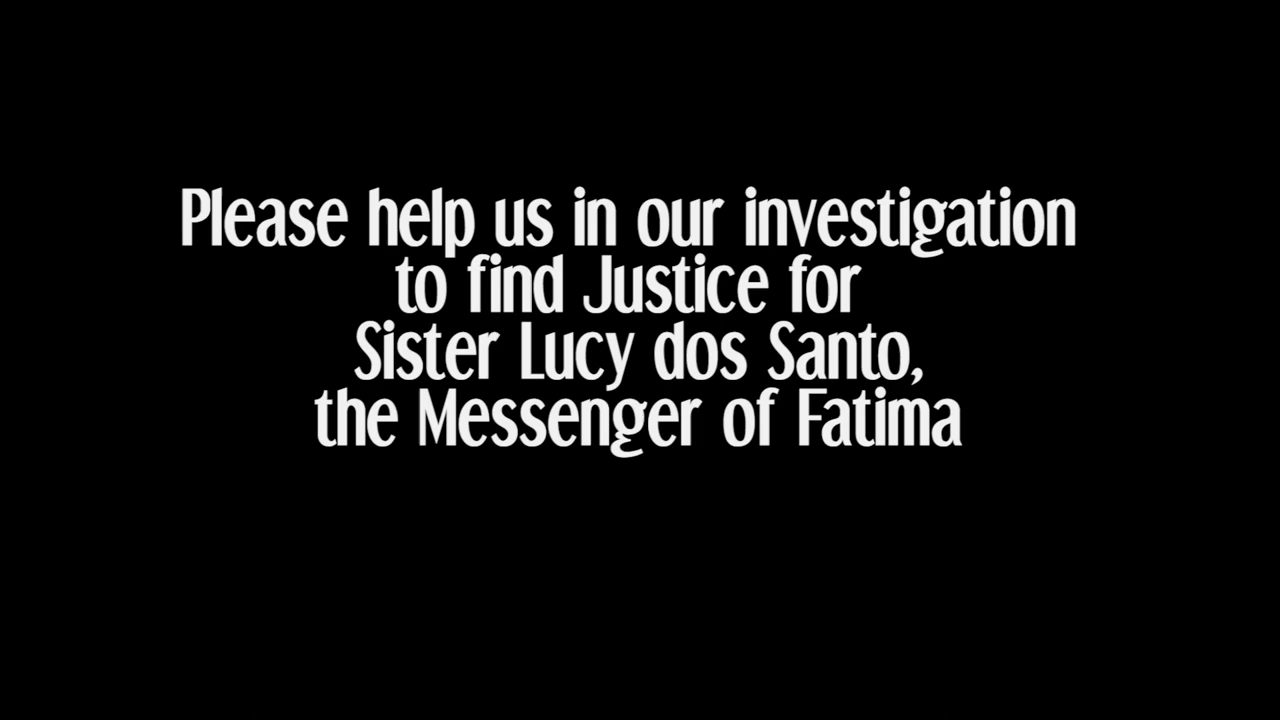 Please help us in our investigation
to find Justice for
Sister Lucy dos Santo,
the Messenger of Fatima